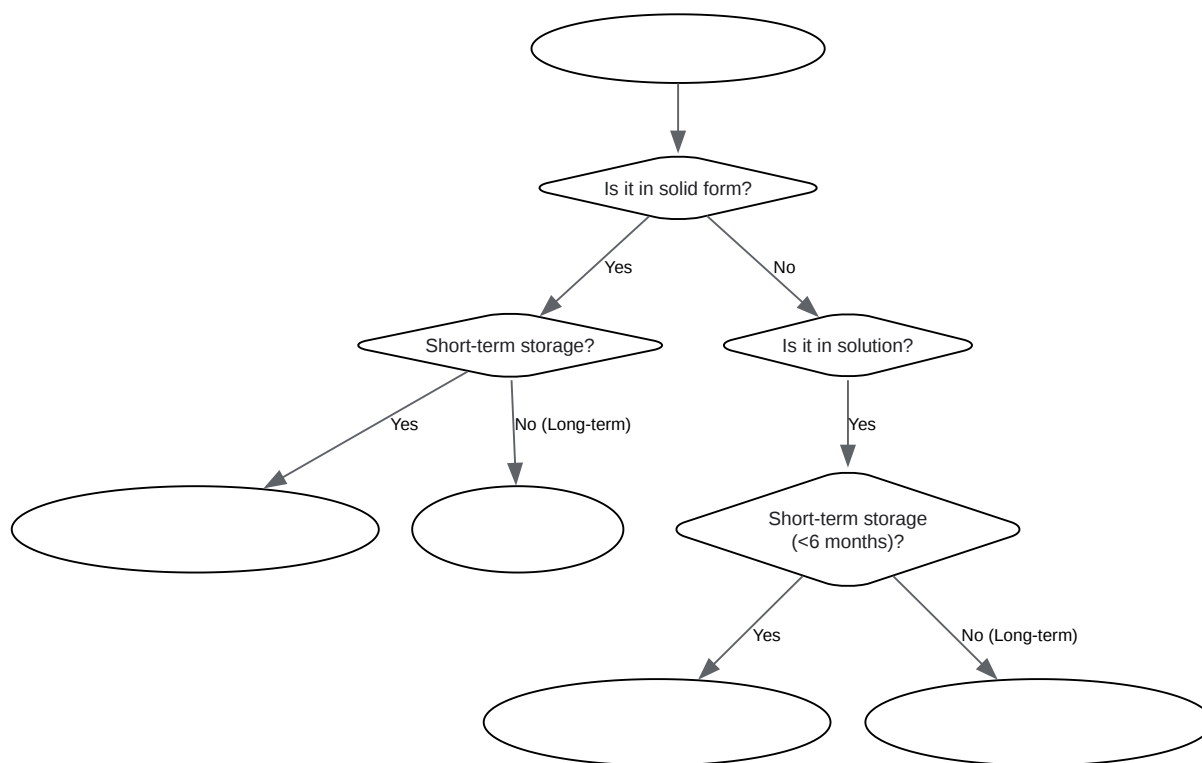 Is it in solid form?
Yes
No
Short-term storage?
Is it in solution?
Yes
No (Long-term)
Yes
Short-term storage
(<6 months)?
Yes
No (Long-term)